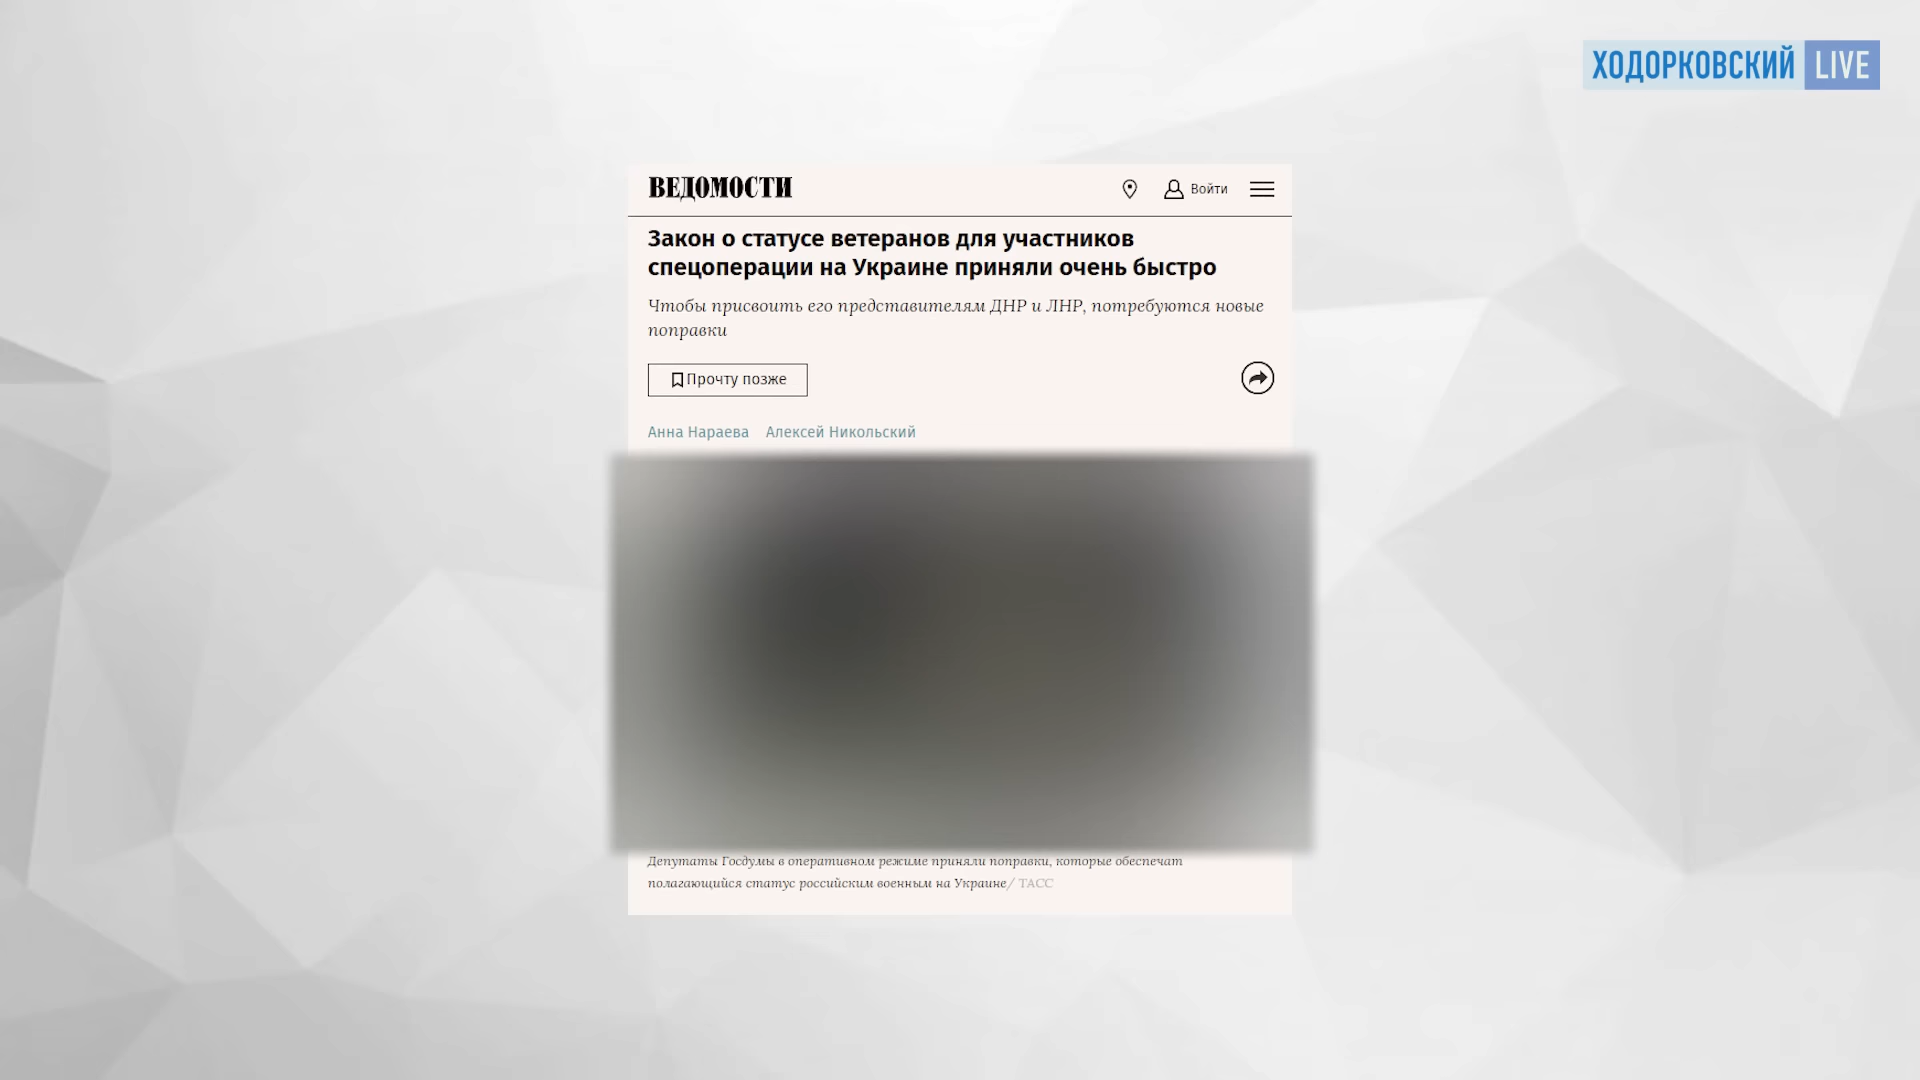 ХОДОРКОВСКИЙ LIVE
ВЕДОМОСТИ
Войти
Закон о статусе ветеранов для участников
спецоперации на Украине приняли очень быстро
Чтобы присвоить его представителям ДНР и ЛНР, потребуются новые
поправки
Прочту позже
Анна Нараева Алексей Никольский
Депутаты Госдумы в оперативном режиме приняли поправки, которые обеспечат
полагающийся статус российским военным на Украине/ ТАСС